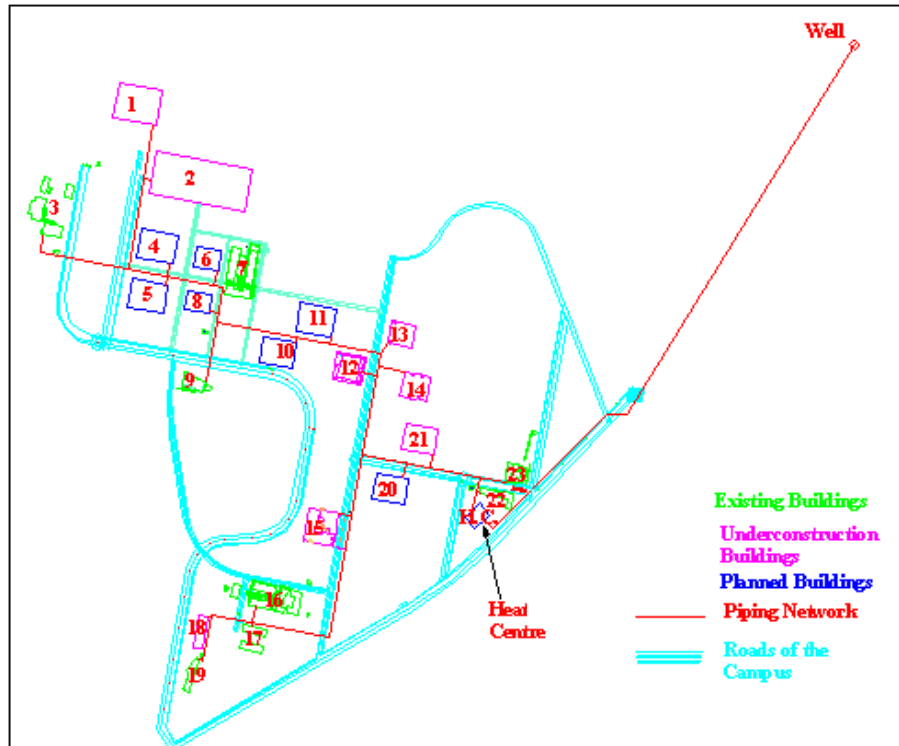 Well
1
2
3
4
6
7
5
8
11
13
10
12
9
14
21
23
20
22
H.C.
15
Existing Buildings
Underconstruction
Buildings
Planned Buildings
16
Heat
Centre
Piping Network
18
17
Roads of the
Campus
19